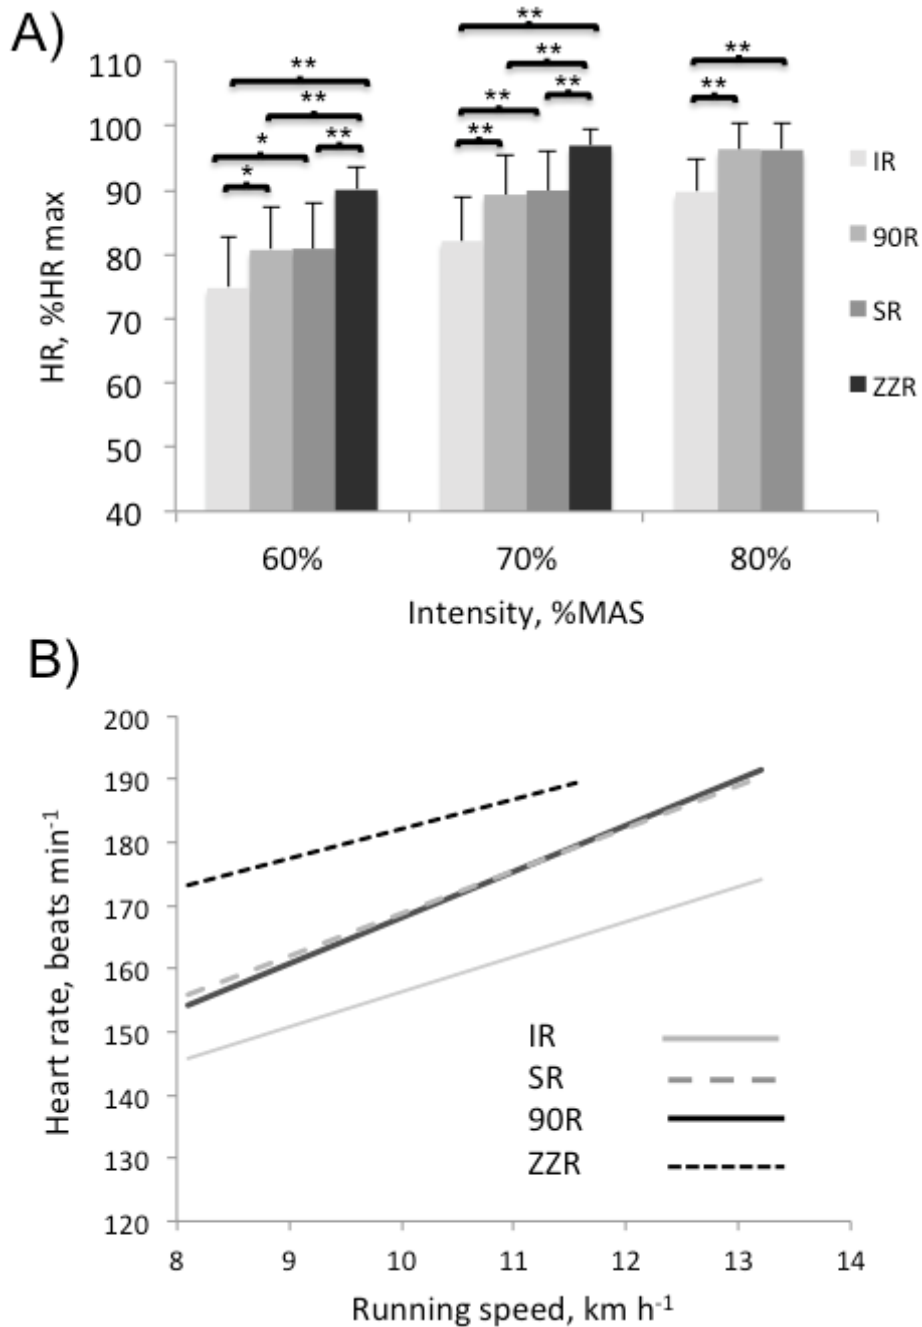 A)
**
**
**
**
**
**
*
**
*
**
**
**
**
**
110
100
90
80
70
60
50
40
HR, %HR max
IR
90R
SR
ZZR
60%
70%
80%
Intensity, %MAS
B)
200
190
180
170
160
150
140
130
120
Heart rate, beats min-1
IR
SR
90R
ZZR
8
9
10
11
12
13
14
Running speed, km h-1